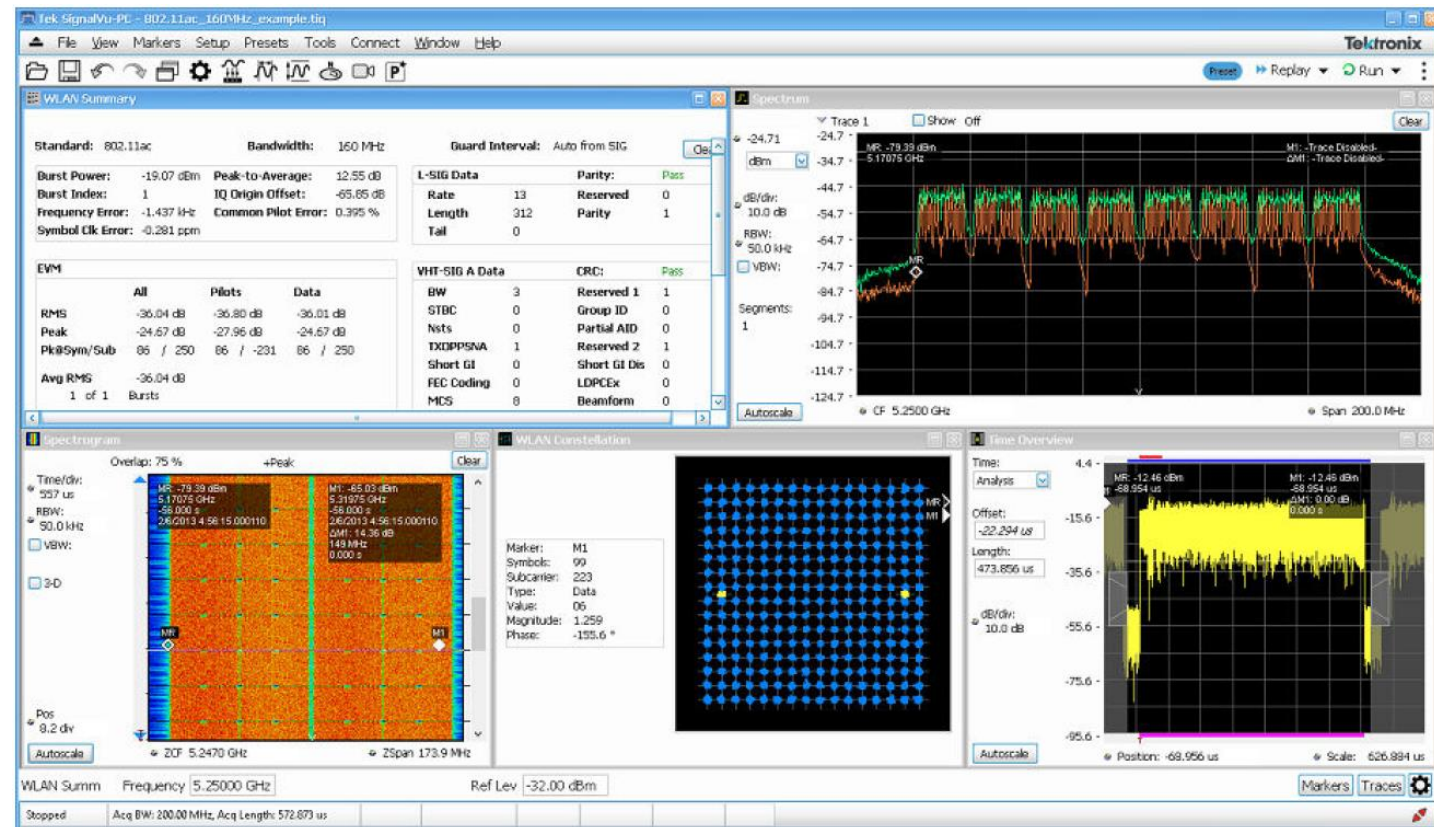 Tek SignalVu-PC - 802.11ac_160MHz_example.tiq
File View Markers Setup Presets Tools Connect Window Help
Tektronix
Preset Replay Run
WLAN Summary
Standard: 802.11ac Bandwidth: 160 MHz Guard Interval: Auto from SIG
Burst Power: -19.07 dBm Peak-to-Average: 12.55 dB
Burst Index: 1 IQ Origin Offset: -65.85 dB
Frequency Error: -1.437 kHz Common Pilot Error: 0.395 %
Symbol Clk Error: -0.281 ppm
L-SIG Data Parity: Pass
Rate 13 Reserved 0
Length 312 Parity 1
Tail 0
EVM
All Pilots Data
RMS -36.04 dB -36.80 dB -36.01 dB
Peak -24.67 dB -27.96 dB -24.67 dB
Pk@Sym/Sub 86 / 250 86 / -231 86 / 250
Avg RMS -36.04 dB
1 of 1 Bursts
VHT-SIG A Data CRC: Pass
BW 3 Reserved 1 1
STBC 0 Group ID 0
Nsts 0 Partial AID 0
TXOPPSNA 1 Reserved 2 1
Short GI 0 Short GI Dis 0
FEC Coding 0 LDPCEx 0
MCS 8 Beamform 0
Spectrum
Trace 1 Show Off Clear
-24.71
dBm
dB/div:
10.0 dB
RBW:
50.0 kHz
VBW:
Segments:
1
Autoscale
-24.7
-34.7
-44.7
-54.7
-64.7
-74.7
-84.7
-94.7
-104.7
-114.7
-124.7
MR: -79.39 dBm
5.17075 GHz
M1: -Trace Disabled-
ΔM1: -Trace Disabled-
MR
CF 5.2500 GHz Span 200.0 MHz
Spectrogram
Overlap: 75 % +Peak Clear
Time/div:
557 us
RBW:
50.0 kHz
VBW:
3-D
Pos
8.2 div
Autoscale
MR: -79.39 dBm
5.17075 GHz
-56.000 s
2/6/2013 4:56:15.000110
M1: -65.03 dBm
5.31975 GHz
-56.000 s
2/6/2013 4:56:15.000110
ΔM1: 14.36 dB
149 MHz
0.000 s
MR M1
ZCF 5.2470 GHz ZSpan 173.9 MHz
WLAN Constellation
Marker: M1
Symbols: 99
Subcarrier: 223
Type: Data
Value: 06
Magnitude: 1.259
Phase: -155.6 °
MR
M1
Time Overview
Time:
Analysis
Offset:
-22.294 us
Length:
473.856 us
dB/div:
10.0 dB
Autoscale
4.4
-15.6
-35.6
-55.6
-75.6
-95.6
MR: -12.46 dBm
-68.954 us
M1: -12.46 dBm
-68.954 us
ΔM1: 0.00 dB
0.000 s
Position: -68.956 us Scale: 626.884 us
WLAN Summ Frequency 5.25000 GHz Ref Lev -32.00 dBm Markers Traces
Stopped Acq BW: 200.00 MHz, Acq Length: 572.873 us